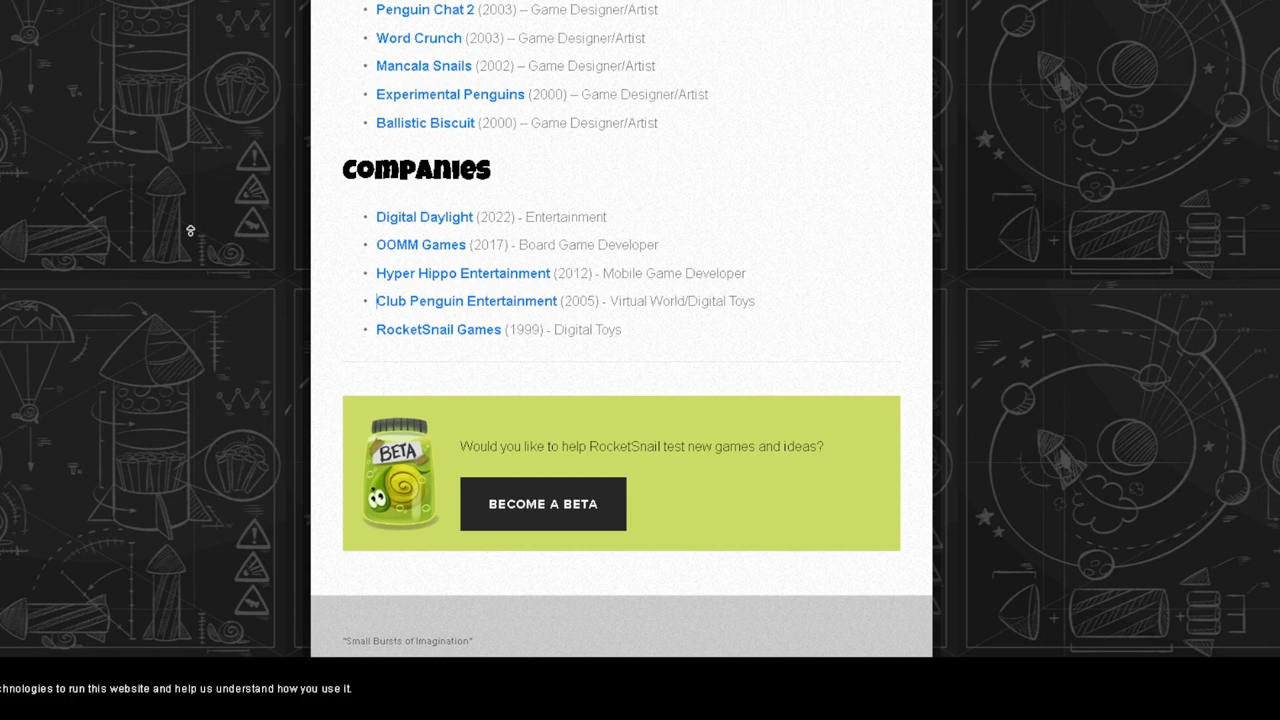 Penguin Chat 2 (2003) – Game Designer/Artist
Word Crunch (2003) – Game Designer/Artist
Mancala Snails (2002) – Game Designer/Artist
Experimental Penguins (2000) – Game Designer/Artist
Ballistic Biscuit (2000) – Game Designer/Artist
Companies
Digital Daylight (2022) - Entertainment
OOMM Games (2017) - Board Game Developer
Hyper Hippo Entertainment (2012) - Mobile Game Developer
Club Penguin Entertainment (2005) - Virtual World/Digital Toys
RocketSnail Games (1999) - Digital Toys
BETA
Would you like to help RocketSnail test new games and ideas?
BECOME A BETA
"Small Bursts of Imagination"
chnologies to run this website and help us understand how you use it.